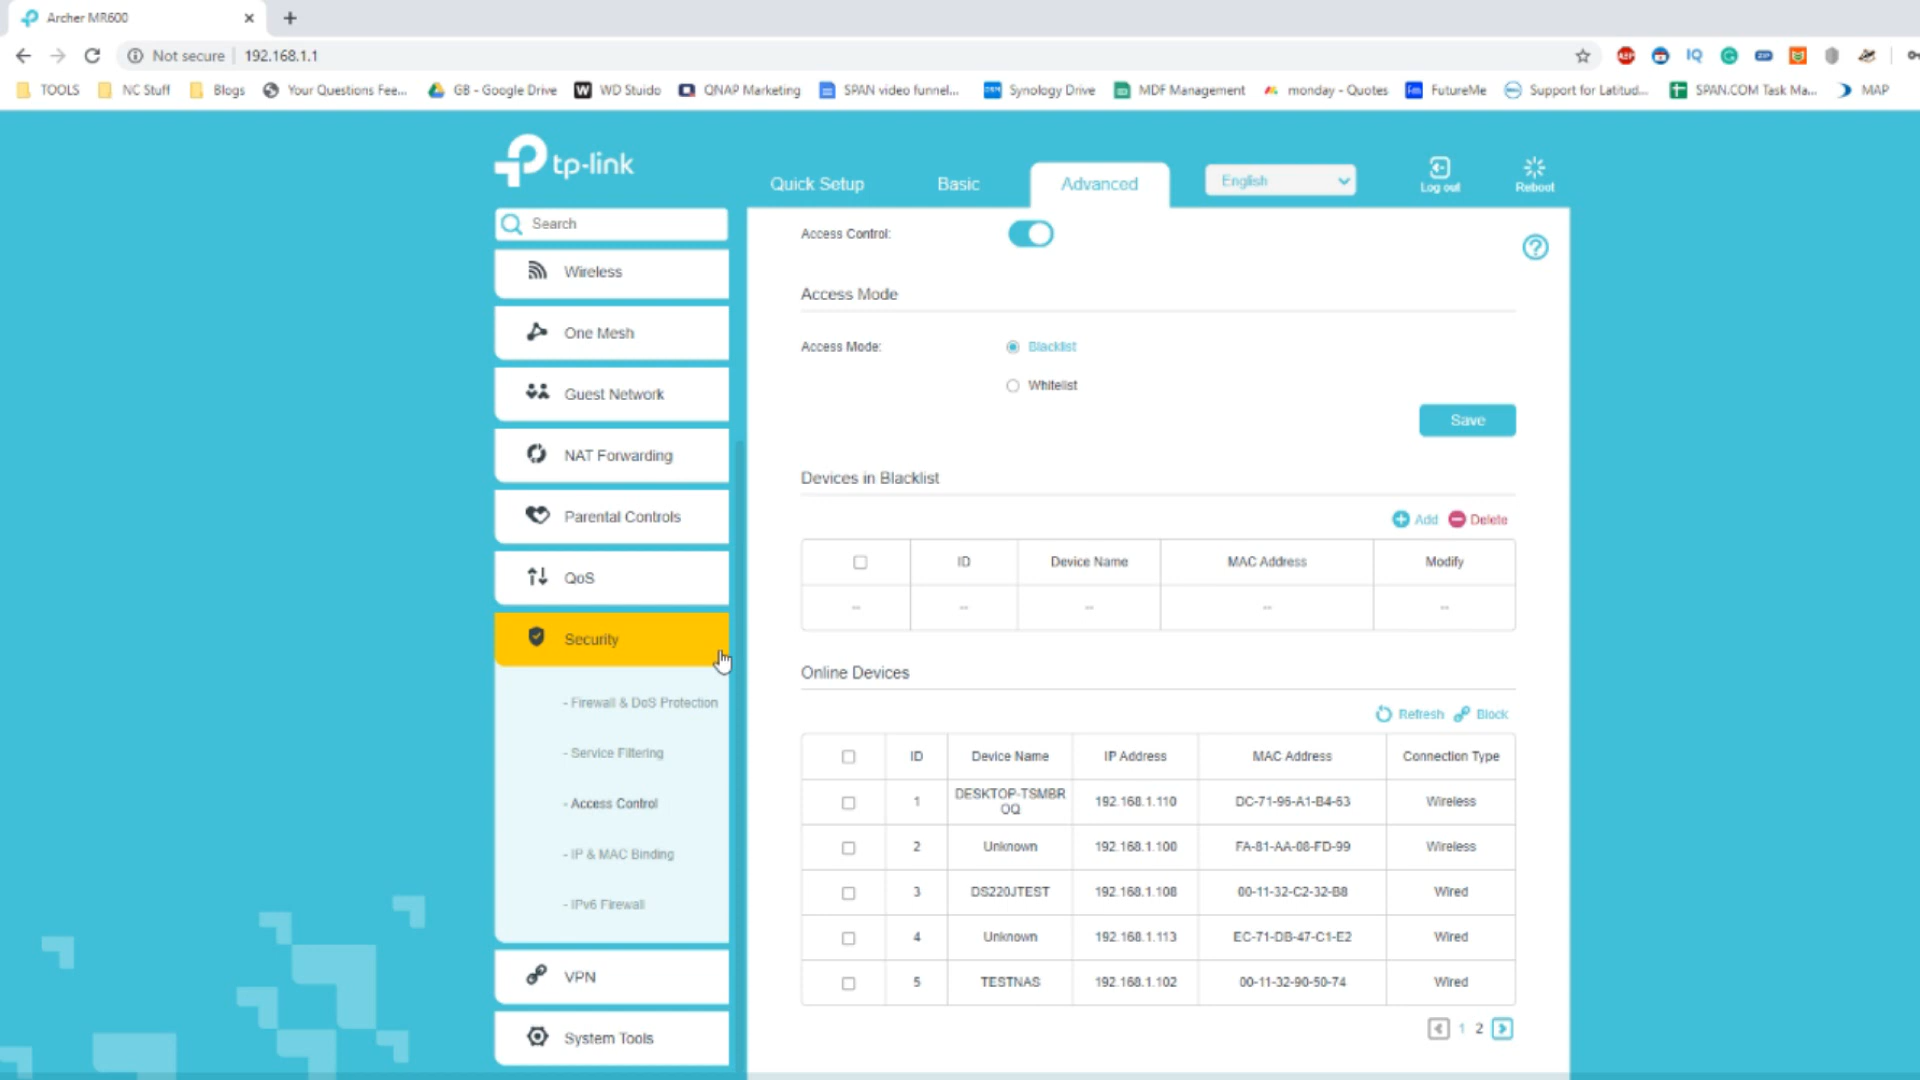 Archer MR600
Not secure 192.168.1.1
TOOLS NC Stuff Blogs Your Questions Fee... GB - Google Drive WD Stuido QNAP Marketing SPAN video funnel... Synology Drive MDF Management monday - Quotes FutureMe Support for Latitud... SPAN.COM Task Ma... MAP
tp-link
Quick Setup Basic Advanced English Log out Reboot
Search
Wireless
One Mesh
Guest Network
NAT Forwarding
Parental Controls
QoS
Security
- Firewall & DoS Protection
- Service Filtering
- Access Control
- IP & MAC Binding
- IPv6 Firewall
VPN
System Tools
Access Control:
Access Mode
Access Mode: Blacklist
Whitelist
Save
Devices in Blacklist
Add Delete
ID Device Name MAC Address Modify
-- -- -- -- --
Online Devices
Refresh Block
ID Device Name IP Address MAC Address Connection Type
1 DESKTOP-TSMBR 192.168.1.110 DC-71-96-A1-B4-63 Wireless
OQ
2 Unknown 192.168.1.100 FA-81-AA-08-FD-99 Wireless
3 DS220JTEST 192.168.1.108 00-11-32-C2-32-B8 Wired
4 Unknown 192.168.1.113 EC-71-DB-47-C1-E2 Wired
5 TESTNAS 192.168.1.102 00-11-32-90-50-74 Wired
1 2